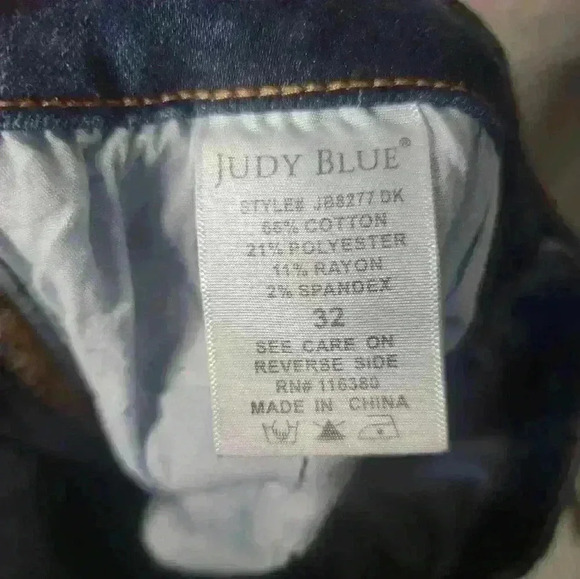 JUDY BLUE®
STYLE# JB8277 DK
66% COTTON
21% POLYESTER
11% RAYON
2% SPANDEX
32
SEE CARE ON
REVERSE SIDE
RN# 116380
MADE IN CHINA